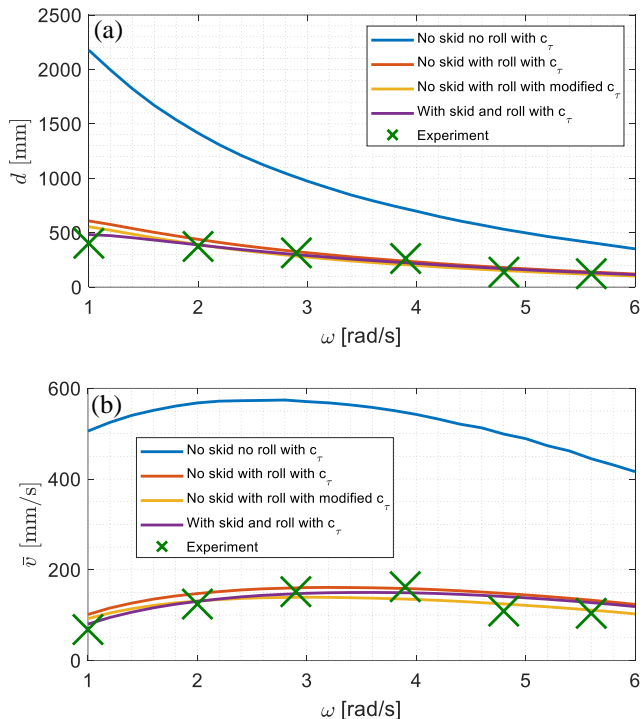 (a)
2500
2000
1500
1000
500
0
d [mm]
No skid no roll with c_τ
No skid with roll with c_τ
No skid with roll with modified c_τ
With skid and roll with c_τ
Experiment
1 2 3 4 5 6
ω [rad/s]
(b)
600
400
200
0
v̄ [mm/s]
No skid no roll with c_τ
No skid with roll with c_τ
No skid with roll with modified c_τ
With skid and roll with c_τ
Experiment
1 2 3 4 5 6
ω [rad/s]